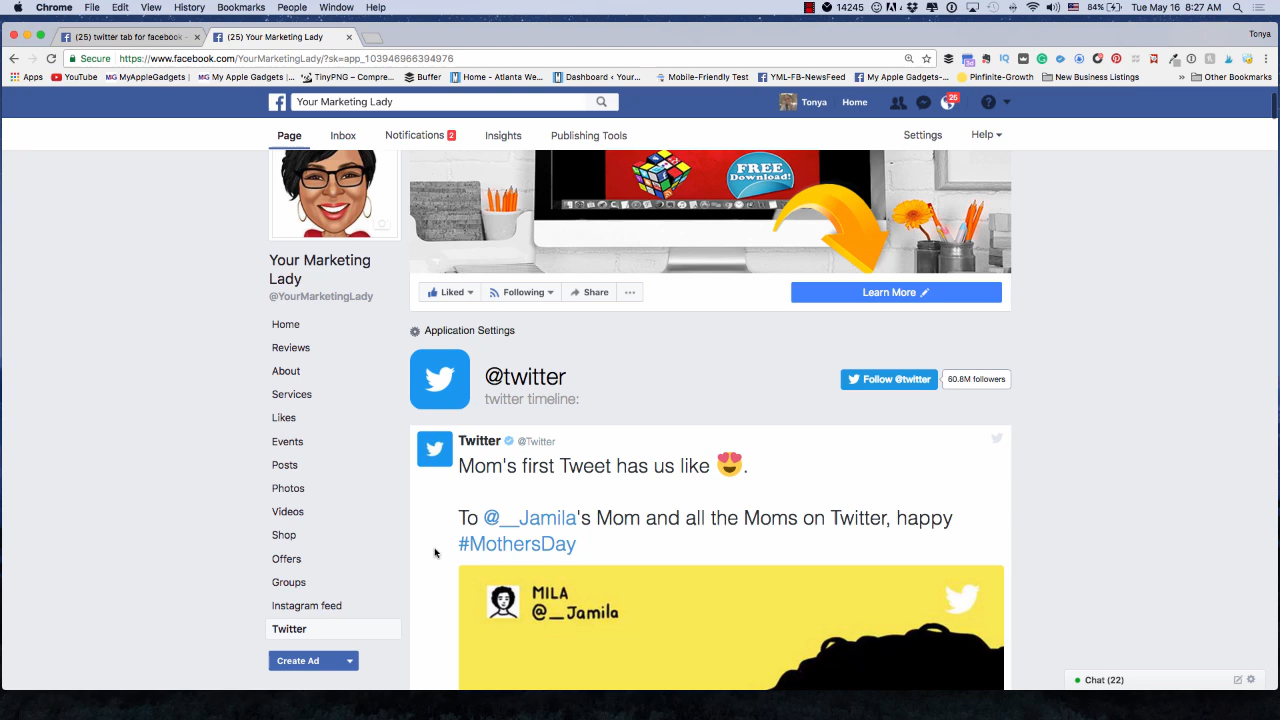 Chrome File Edit View History Bookmarks People Window Help 14245 84% Tue May 16 8:27 AM
(25) twitter tab for facebook - (25) Your Marketing Lady Tonya
Secure https://www.facebook.com/YourMarketingLady/?sk=app_103946966394976
Apps YouTube MyAppleGadgets My Apple Gadgets (... TinyPNG – Compre... Buffer Home - Atlanta We... Dashboard ‹ Your... Mobile-Friendly Test YML-FB-NewsFeed My Apple Gadgets-... Pinfinite-Growth New Business Listings » Other Bookmarks
Your Marketing Lady Tonya Home 25
Page Inbox Notifications 2 Insights Publishing Tools Settings Help
FREE
Download!
Your Marketing
Lady
@YourMarketingLady
Liked Following Share ... Learn More
Home
Reviews
About
Services
Likes
Events
Posts
Photos
Videos
Shop
Offers
Groups
Instagram feed
Twitter
Create Ad
Application Settings
@twitter
twitter timeline:
Follow @twitter 60.8M followers
Twitter @Twitter
Mom's first Tweet has us like 😍.
To @__Jamila's Mom and all the Moms on Twitter, happy
#MothersDay
MILA
@__Jamila
Chat (22)